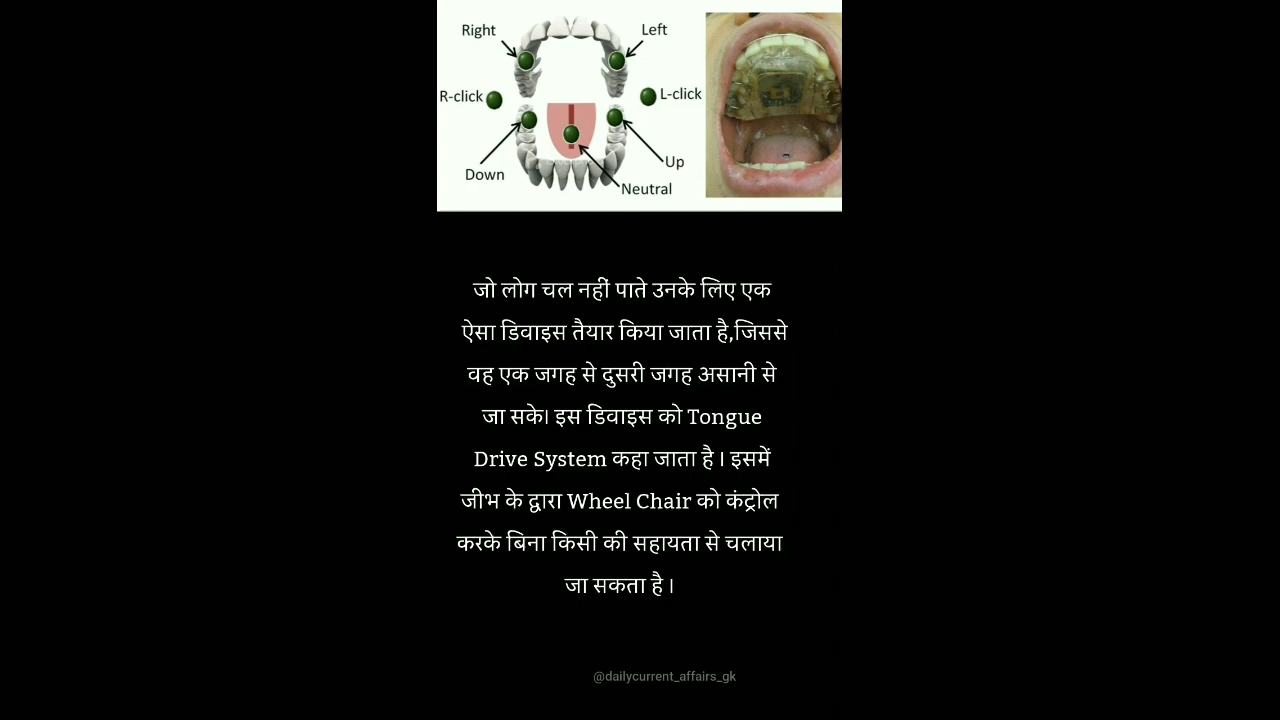 Right
Left
R-click
L-click
Down
Up
Neutral
जो लोग चल नहीं पाते उनके लिए एक
ऐसा डिवाइस तैयार किया जाता है,जिससे
वह एक जगह से दुसरी जगह असानी से
जा सके। इस डिवाइस को Tongue
Drive System कहा जाता है । इसमें
जीभ के द्वारा Wheel Chair को कंट्रोल
करके बिना किसी की सहायता से चलाया
जा सकता है ।
@dailycurrent_affairs_gk